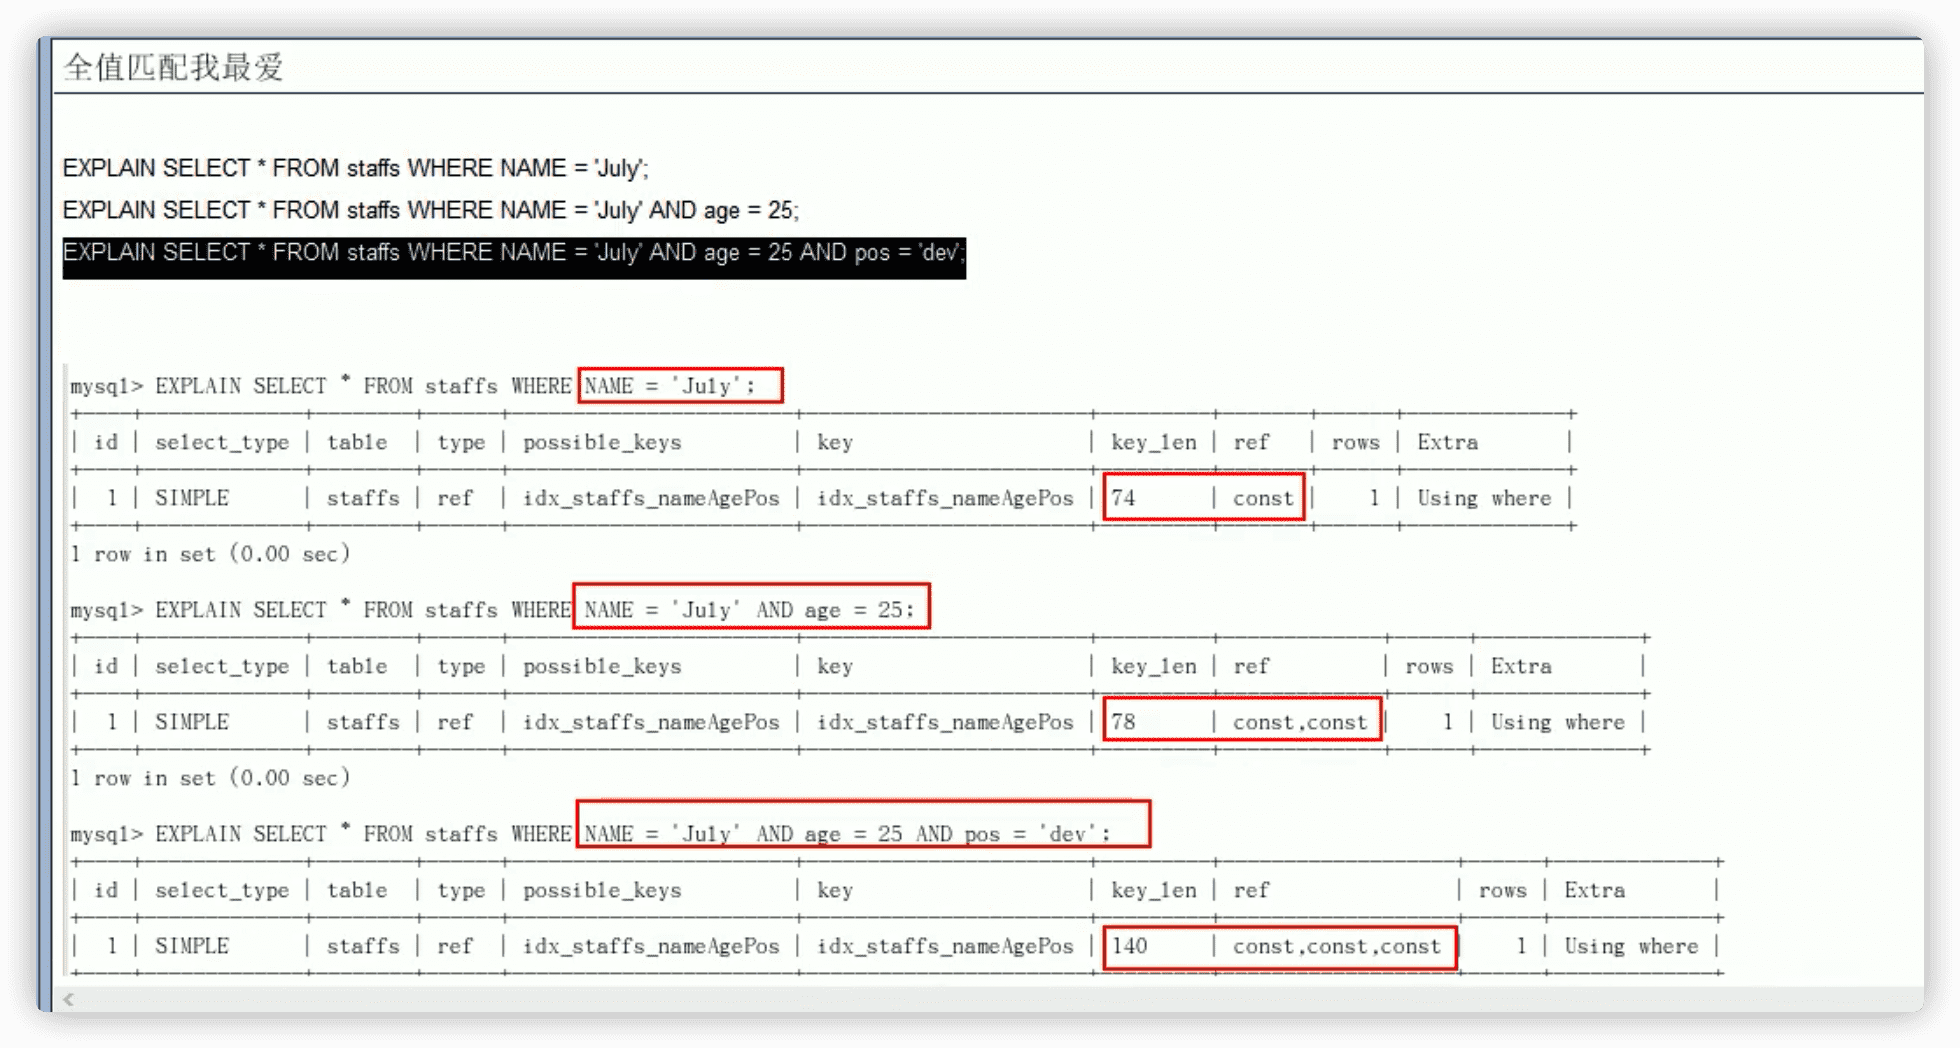 全值匹配我最爱
EXPLAIN SELECT * FROM staffs WHERE NAME = 'July';
EXPLAIN SELECT * FROM staffs WHERE NAME = 'July' AND age = 25;
EXPLAIN SELECT * FROM staffs WHERE NAME = 'July' AND age = 25 AND pos = 'dev';
mysql> EXPLAIN SELECT * FROM staffs WHERE NAME = 'July';
| id | select_type | table | type | possible_keys | key | key_len | ref | rows | Extra |
| 1 | SIMPLE | staffs | ref | idx_staffs_nameAgePos | idx_staffs_nameAgePos | 74 | const | 1 | Using where |
1 row in set (0.00 sec)
mysql> EXPLAIN SELECT * FROM staffs WHERE NAME = 'July' AND age = 25;
| id | select_type | table | type | possible_keys | key | key_len | ref | rows | Extra |
| 1 | SIMPLE | staffs | ref | idx_staffs_nameAgePos | idx_staffs_nameAgePos | 78 | const,const | 1 | Using where |
1 row in set (0.00 sec)
mysql> EXPLAIN SELECT * FROM staffs WHERE NAME = 'July' AND age = 25 AND pos = 'dev';
| id | select_type | table | type | possible_keys | key | key_len | ref | rows | Extra |
| 1 | SIMPLE | staffs | ref | idx_staffs_nameAgePos | idx_staffs_nameAgePos | 140 | const,const,const | 1 | Using where |